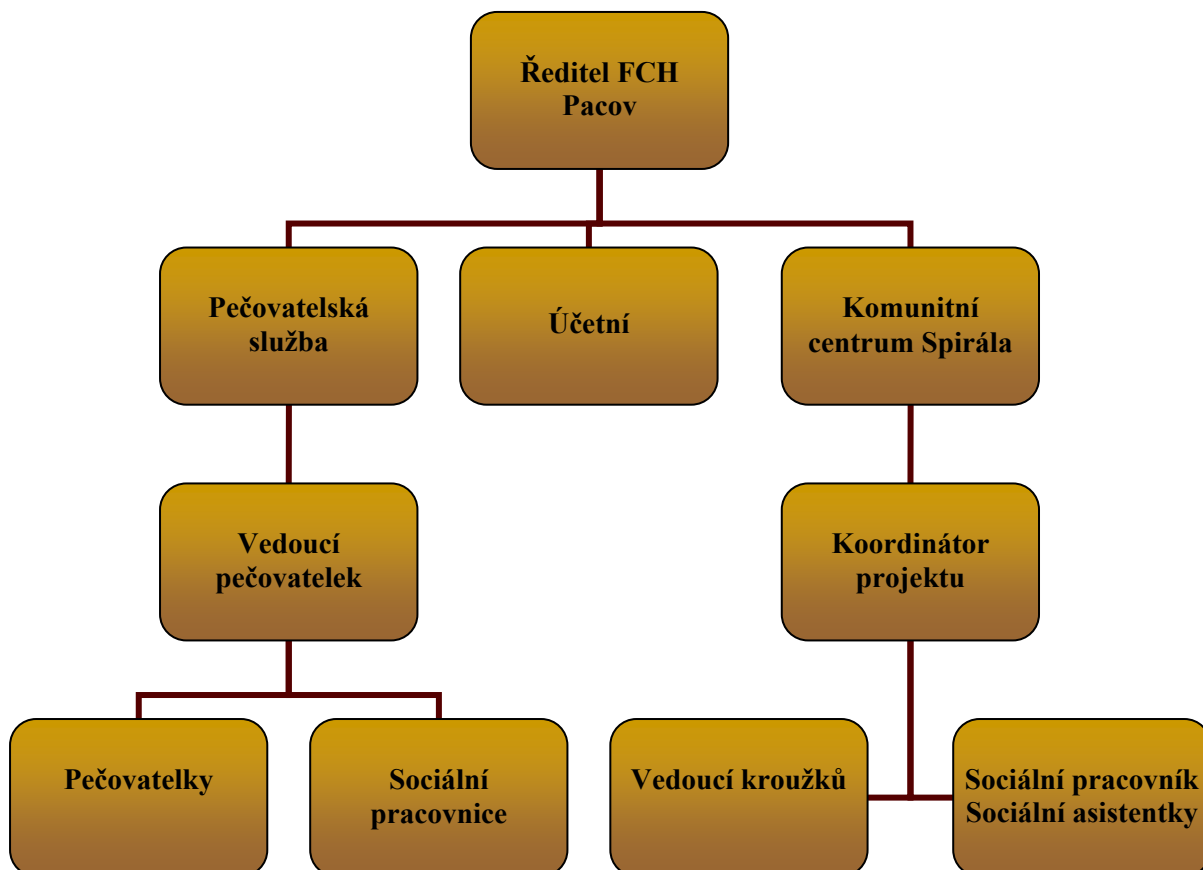 Ředitel FCH
Pacov
Pečovatelská
služba
Účetní
Komunitní
centrum Spirála
Vedoucí
pečovatelek
Koordinátor
projektu
Pečovatelky
Sociální
pracovnice
Vedoucí kroužků
Sociální pracovník
Sociální asistentky